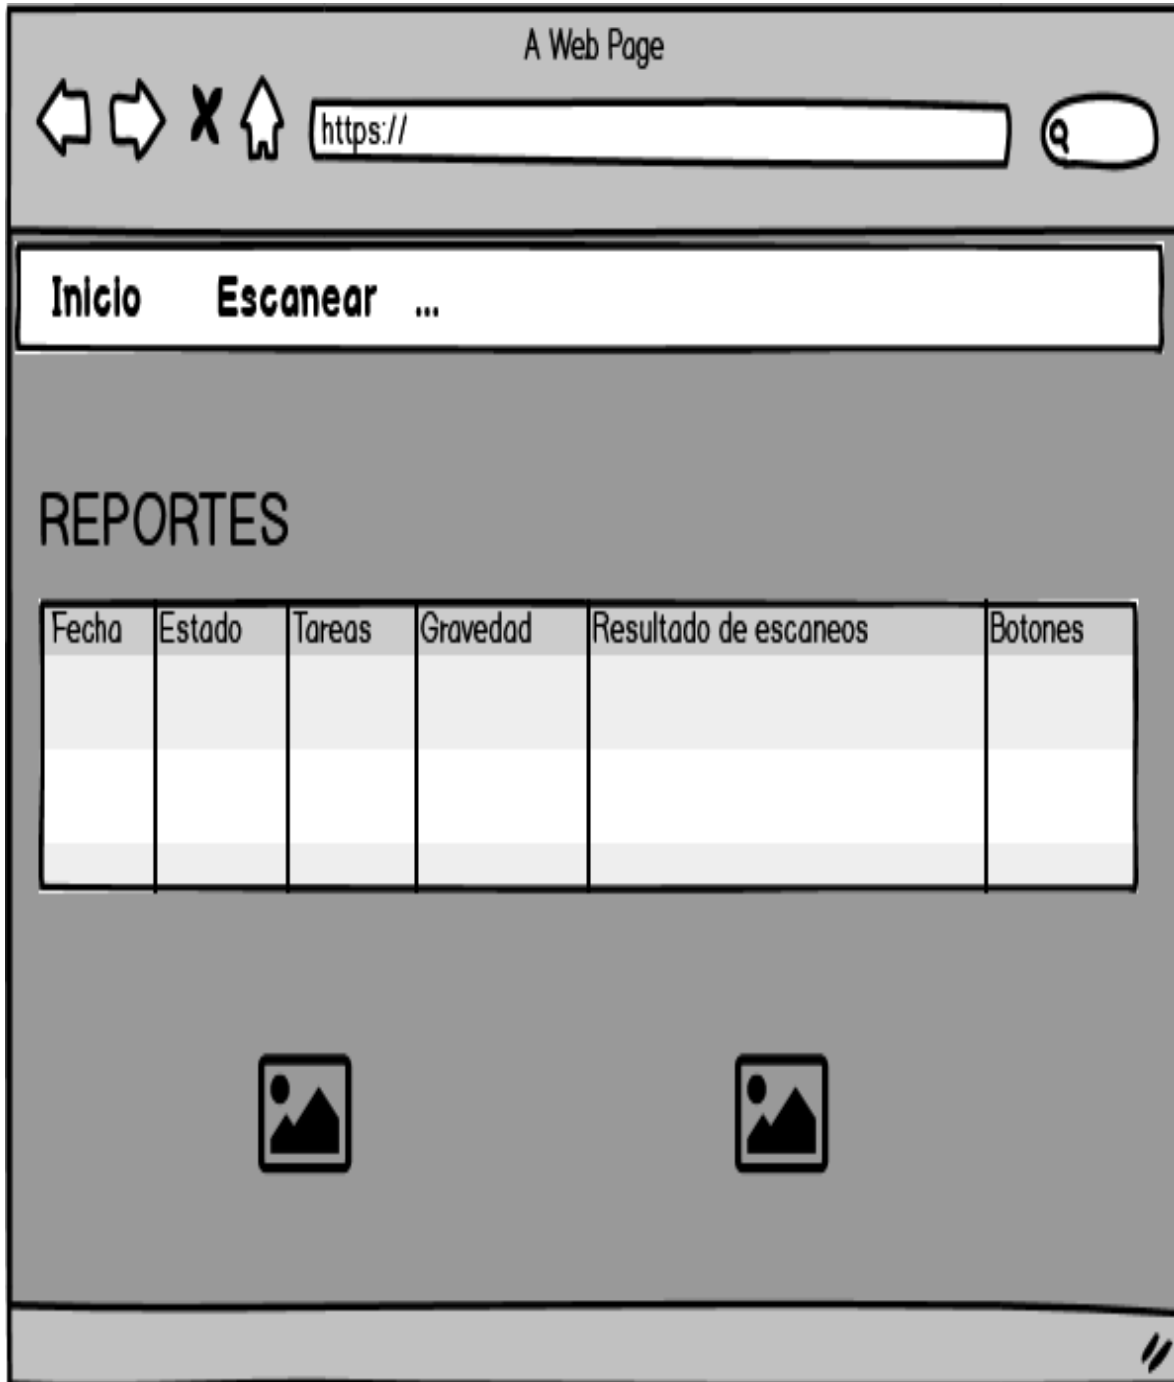 A Web Page
https://
Inicio Escanear ...
REPORTES
Fecha Estado Tareas Gravedad Resultado de escaneos Botones